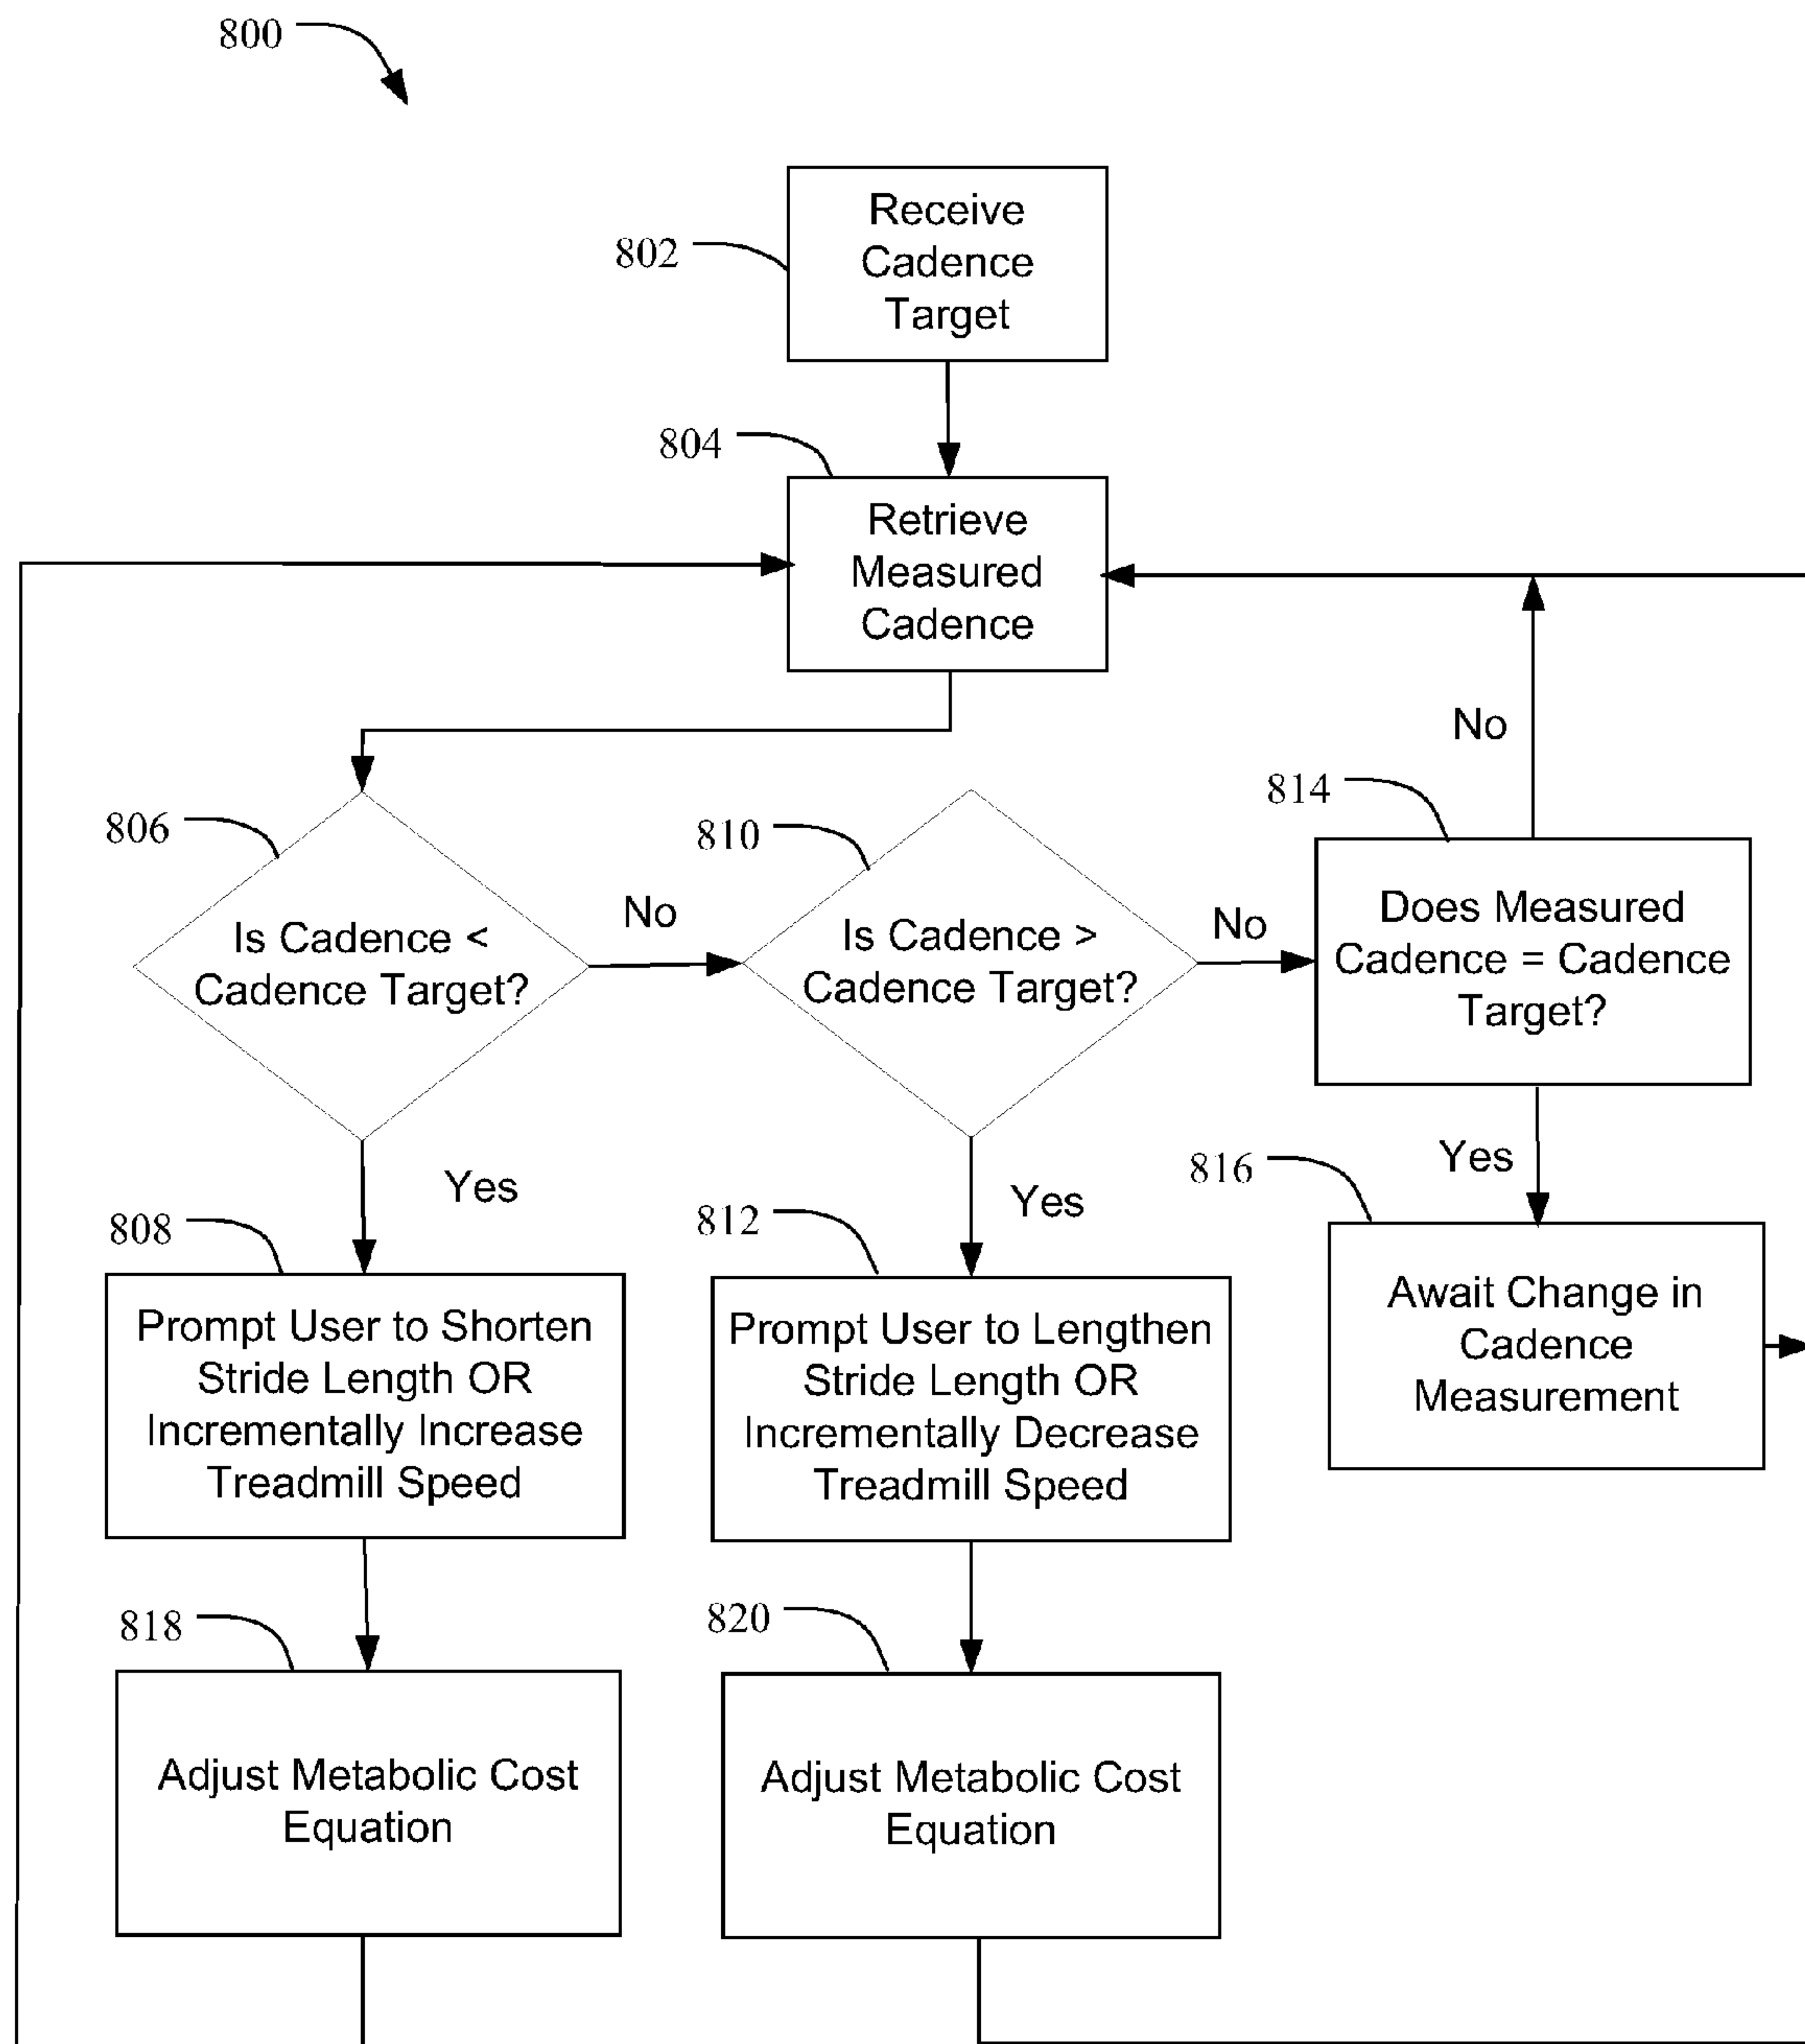 800
802
Receive
Cadence
Target
804
Retrieve
Measured
Cadence
806
Is Cadence <
Cadence Target?
No
810
Is Cadence >
Cadence Target?
No
814
No
Does Measured
Cadence = Cadence
Target?
Yes
808
Prompt User to Shorten
Stride Length OR
Incrementally Increase
Treadmill Speed
Yes
812
Prompt User to Lengthen
Stride Length OR
Incrementally Decrease
Treadmill Speed
Yes
816
Await Change in
Cadence
Measurement
818
Adjust Metabolic Cost
Equation
820
Adjust Metabolic Cost
Equation